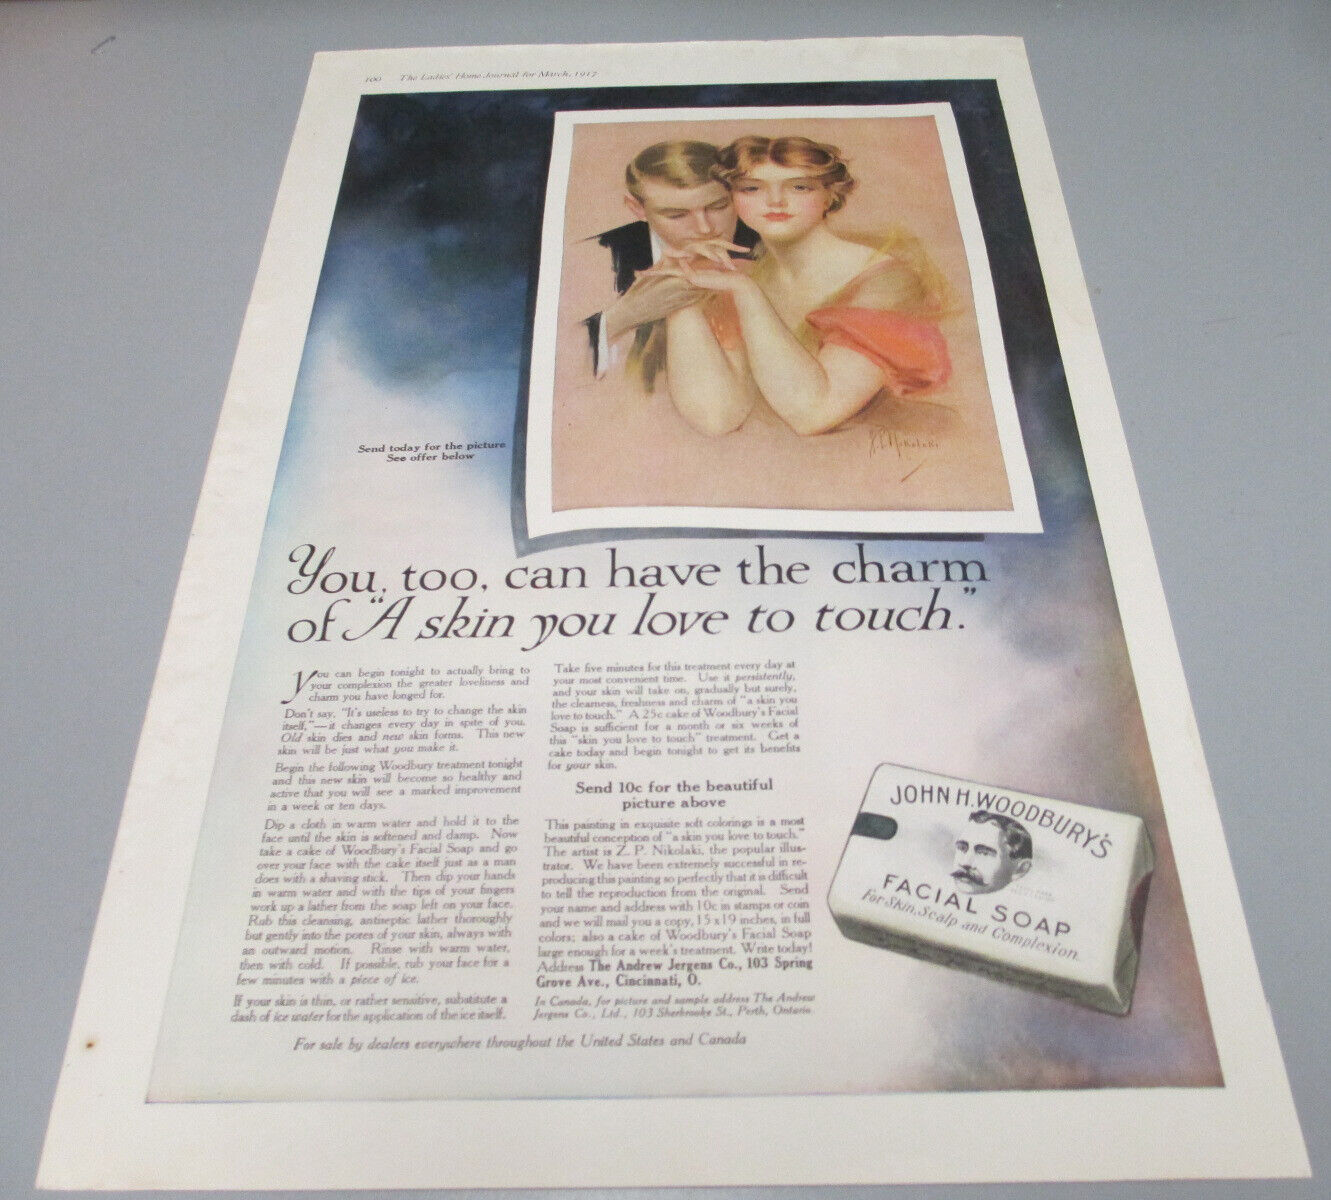 100 The Ladies' Home Journal for March, 1917
Send today for the picture
See offer below
You, too, can have the charm
of "A skin you love to touch."
You can begin tonight to actually bring to
your complexion the greater loveliness and
charm you have longed for.
Don't say, "It's useless to try to change the skin
itself,"—it changes every day in spite of you.
Old skin dies and new skin forms. This new
skin will be just what you make it.
Begin the following Woodbury treatment tonight
and this new skin will become so healthy and
active that you will see a marked improvement
in a week or ten days.
Dip a cloth in warm water and hold it to the
face until the skin is softened and damp. Now
take a cake of Woodbury's Facial Soap and go
over your face with the cake itself just as a man
does with a shaving stick. Then dip your hands
in warm water and with the tips of your fingers
work up a lather from the soap left on your face.
Rub this cleansing, antiseptic lather thoroughly
but gently into the pores of your skin, always with
an outward motion. Rinse with warm water,
then with cold. If possible, rub your face for a
few minutes with a piece of ice.
If your skin is thin, or rather sensitive, substitute a
dash of ice water for the application of the ice itself.
Take five minutes for this treatment every day at
your most convenient time. Use it persistently,
and your skin will take on, gradually but surely,
the clearness, freshness and charm of "a skin you
love to touch." A 25c cake of Woodbury's Facial
Soap is sufficient for a month or six weeks of
this "skin you love to touch" treatment. Get a
cake today and begin tonight to get its benefits
for your skin.
Send 10c for the beautiful
picture above
This painting in exquisite soft colorings is a most
beautiful conception of "a skin you love to touch."
The artist is Z. P. Nikolaki, the popular illus-
trator. We have been extremely successful in re-
producing this painting so perfectly that it is difficult
to tell the reproduction from the original. Send
your name and address with 10c in stamps or coin
and we will mail you a copy, 15 x 19 inches, in full
colors; also a cake of Woodbury's Facial Soap
large enough for a week's treatment. Write today!
Address The Andrew Jergens Co., 103 Spring
Grove Ave., Cincinnati, O.
In Canada, for picture and sample address The Andrew
Jergens Co., Ltd., 103 Sherbrooke St., Perth, Ontario
For sale by dealers everywhere throughout the United States and Canada
JOHN H. WOODBURY'S
FACIAL SOAP
For Skin, Scalp and Complexion.